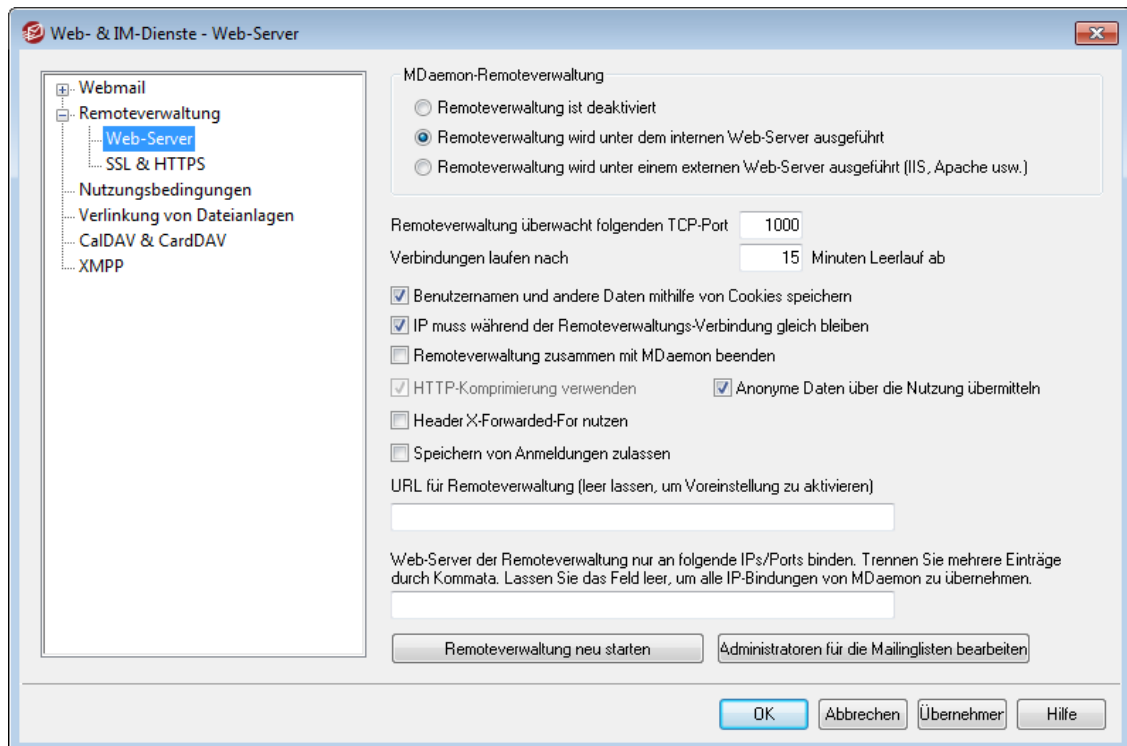 Web- & IM-Dienste - Web-Server
Webmail
Remoteverwaltung
Web-Server
SSL & HTTPS
Nutzungsbedingungen
Verlinkung von Dateianlagen
CalDAV & CardDAV
XMPP
MDaemon-Remoteverwaltung
Remoteverwaltung ist deaktiviert
Remoteverwaltung wird unter dem internen Web-Server ausgeführt
Remoteverwaltung wird unter einem externen Web-Server ausgeführt (IIS, Apache usw.)
Remoteverwaltung überwacht folgenden TCP-Port 1000
Verbindungen laufen nach 15 Minuten Leerlauf ab
Benutzernamen und andere Daten mithilfe von Cookies speichern
IP muss während der Remoteverwaltungs-Verbindung gleich bleiben
Remoteverwaltung zusammen mit MDaemon beenden
HTTP-Komprimierung verwenden Anonyme Daten über die Nutzung übermitteln
Header X-Forwarded-For nutzen
Speichern von Anmeldungen zulassen
URL für Remoteverwaltung (leer lassen, um Voreinstellung zu aktivieren)
Web-Server der Remoteverwaltung nur an folgende IPs/Ports binden. Trennen Sie mehrere Einträge
durch Kommata. Lassen Sie das Feld leer, um alle IP-Bindungen von MDaemon zu übernehmen.
Remoteverwaltung neu starten Administratoren für die Mailinglisten bearbeiten
OK Abbrechen Übernehmer Hilfe